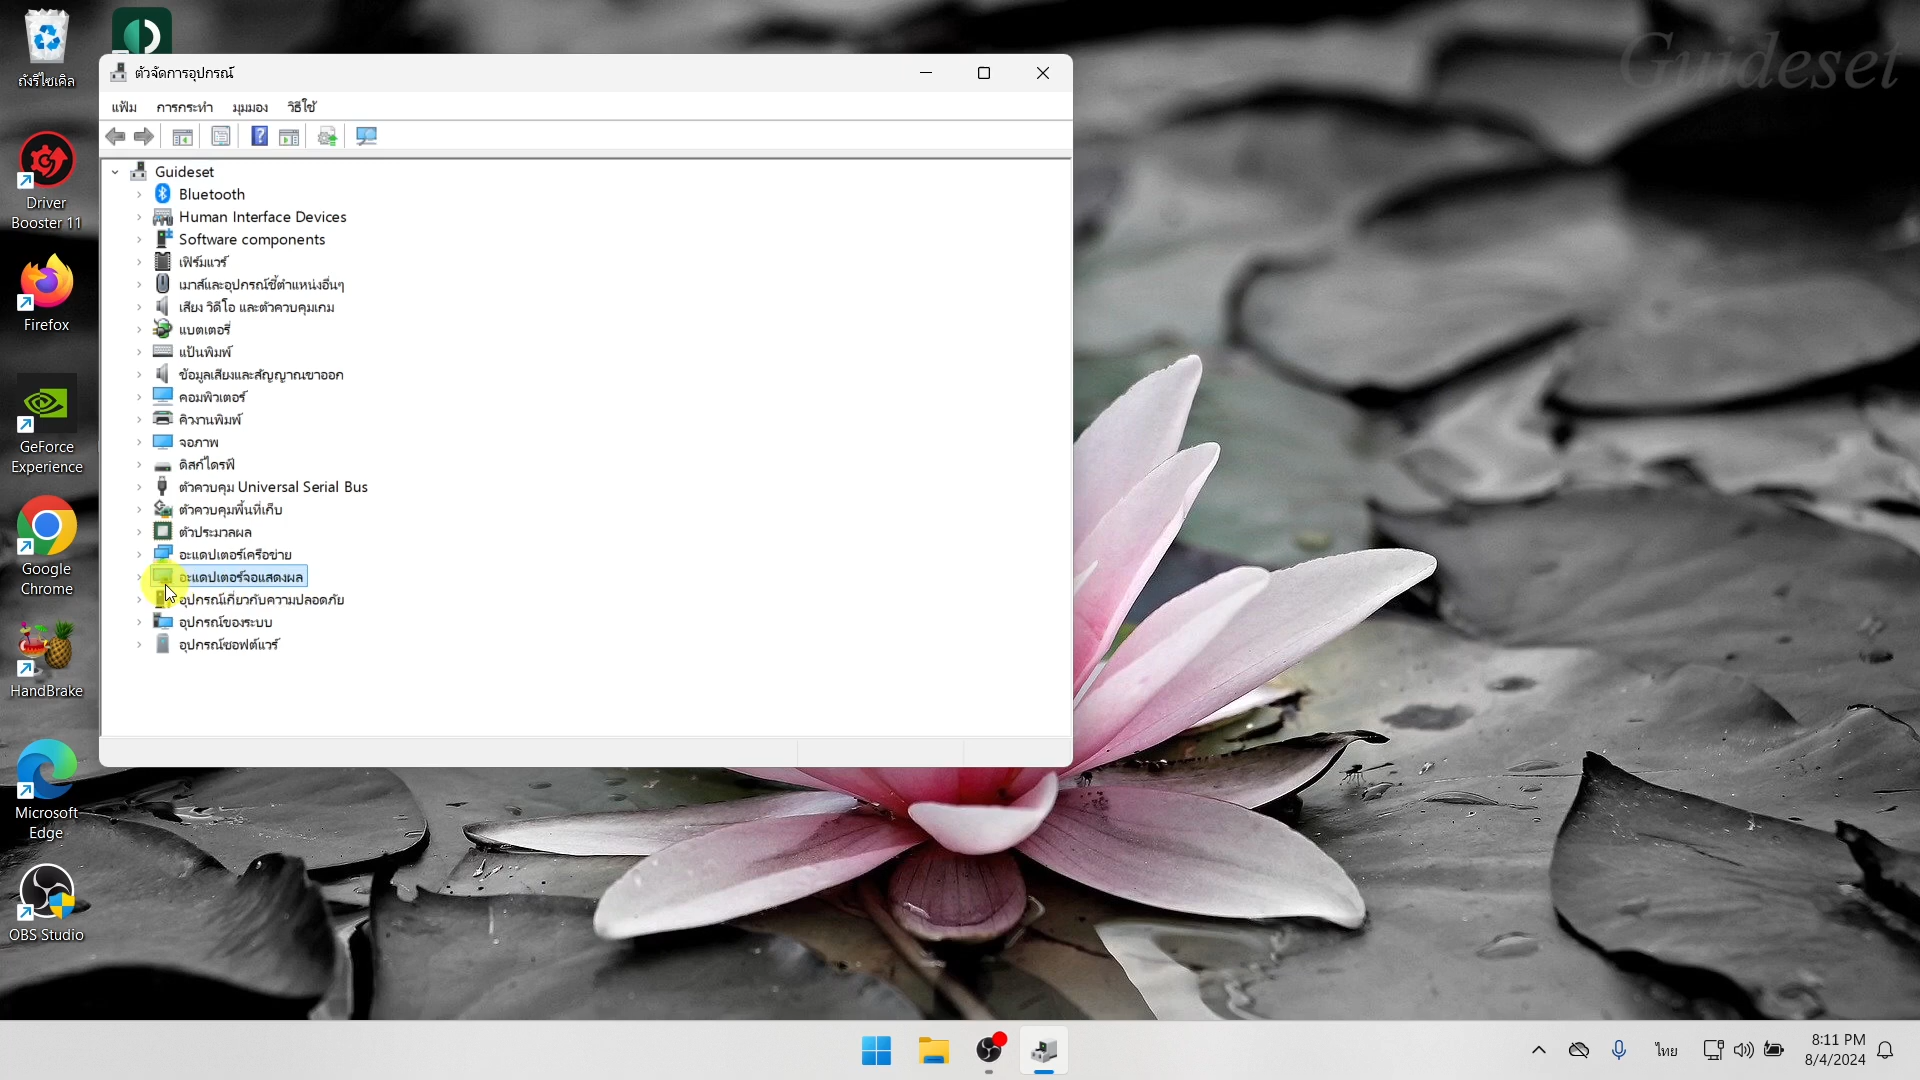 Guideset
ถังรีไซเคิล
Driver
Booster 11
Firefox
GeForce
Experience
Google
Chrome
HandBrake
Microsoft
Edge
OBS Studio
ตัวจัดการอุปกรณ์
แฟ้ม การกระทำ มุมมอง วิธีใช้
Guideset
Bluetooth
Human Interface Devices
Software components
เฟิร์มแวร์
เมาส์และอุปกรณ์ชี้ตำแหน่งอื่นๆ
เสียง วิดีโอ และตัวควบคุมเกม
แบตเตอรี่
แป้นพิมพ์
ข้อมูลเสียงและสัญญาณขาออก
คอมพิวเตอร์
คิวงานพิมพ์
จอภาพ
ดิสก์ไดรฟ์
ตัวควบคุม Universal Serial Bus
ตัวควบคุมพื้นที่เก็บ
ตัวประมวลผล
อะแดปเตอร์เครือข่าย
อะแดปเตอร์จอแสดงผล
อุปกรณ์เกี่ยวกับความปลอดภัย
อุปกรณ์ของระบบ
อุปกรณ์ซอฟต์แวร์
ไทย
8:11 PM
8/4/2024